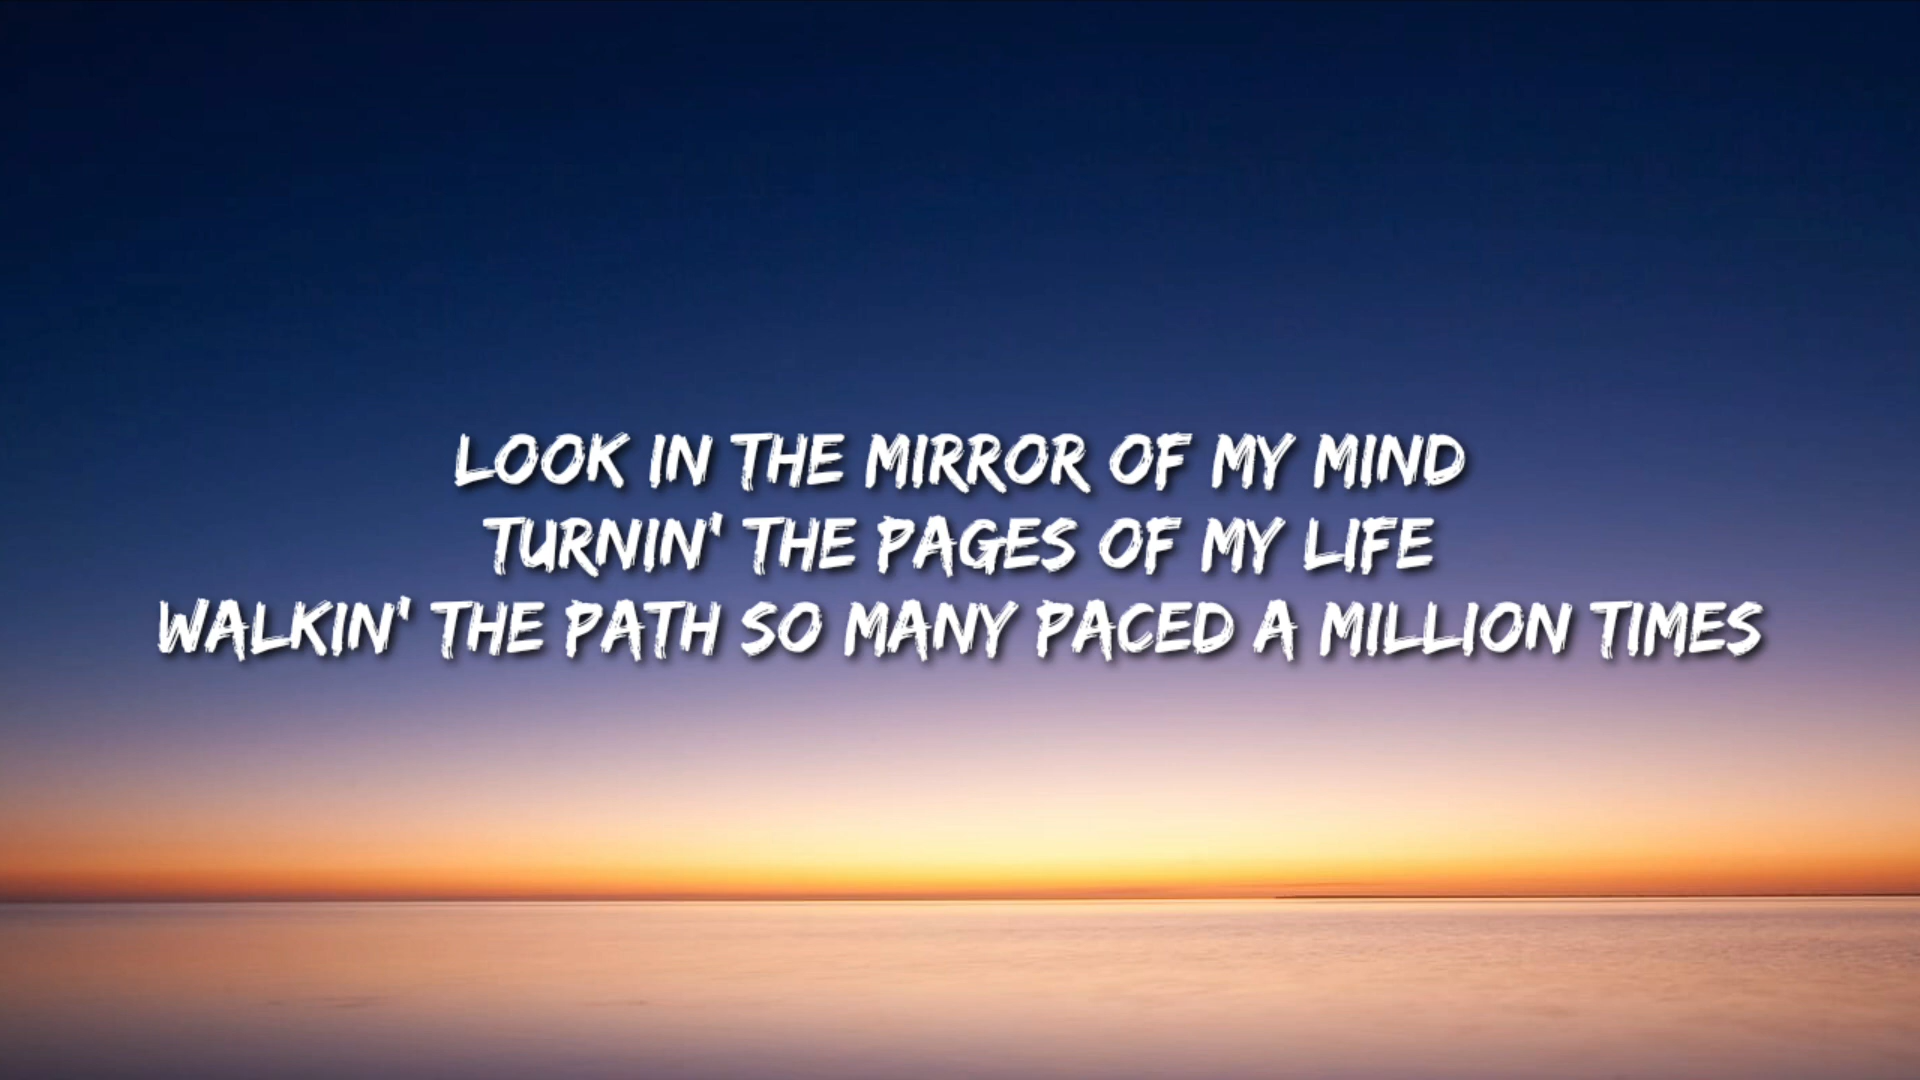 LOOK IN THE MIRROR OF MY MIND
TURNIN' THE PAGES OF MY LIFE
WALKIN' THE PATH SO MANY PACED A MILLION TIMES